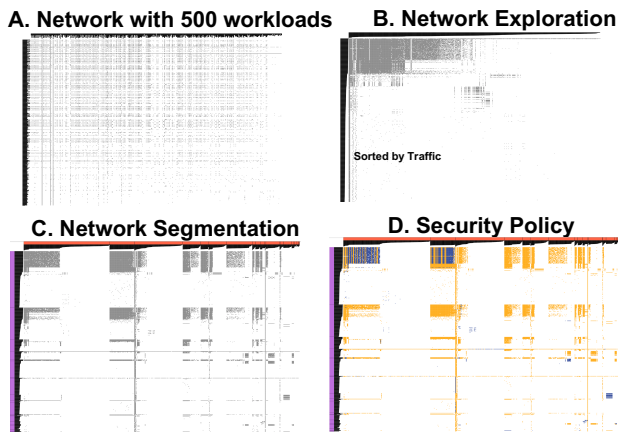 A. Network with 500 workloads
B. Network Exploration
Sorted by Traffic
C. Network Segmentation
D. Security Policy